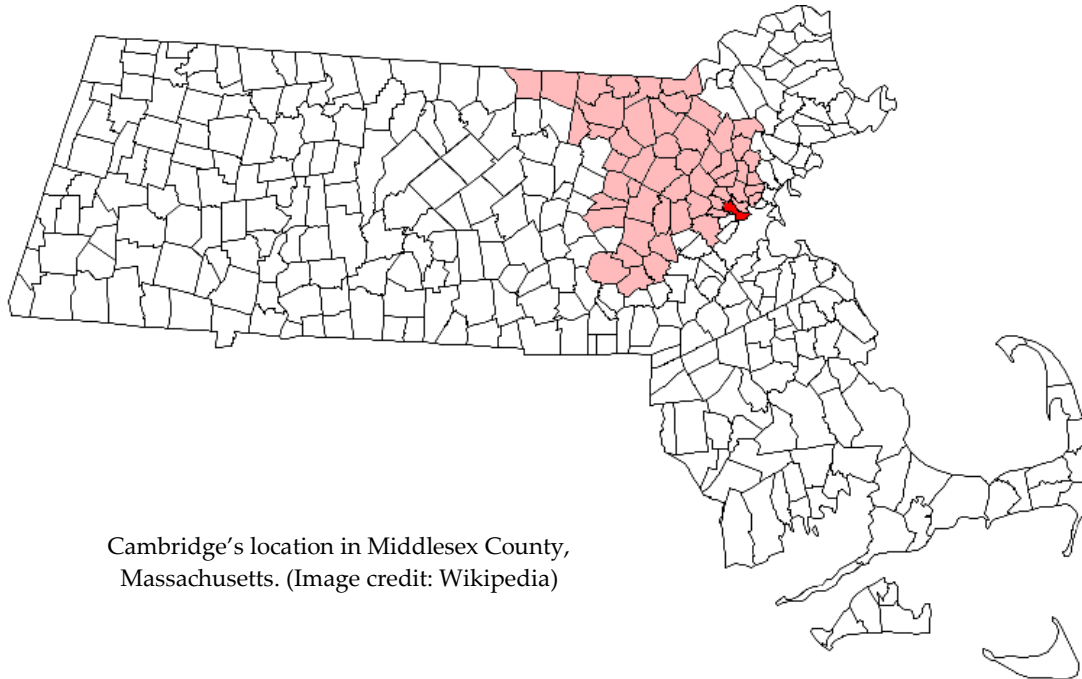 Cambridge’s location in Middlesex County,
Massachusetts. (Image credit: Wikipedia)